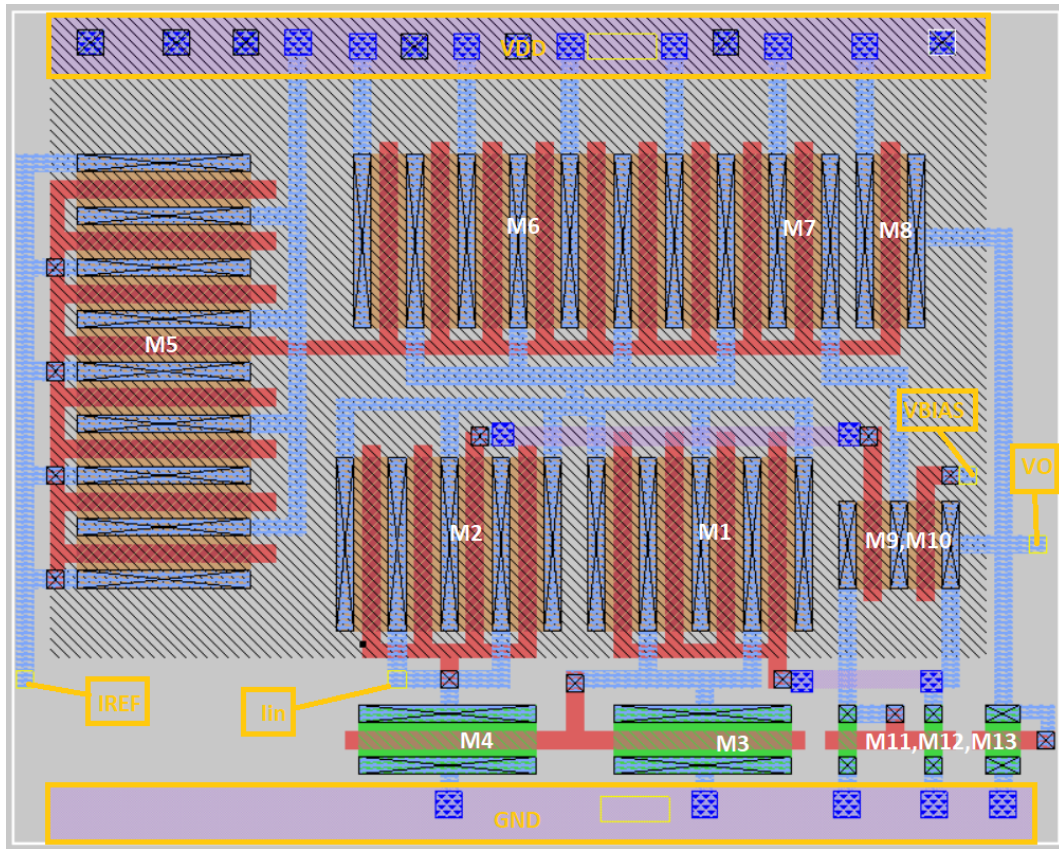 VDD
M6
M7
M8
M5
VBIAS
VO
M2
M1
M9,M10
IREF
Iin
M4
M3
M11,M12,M13
GND